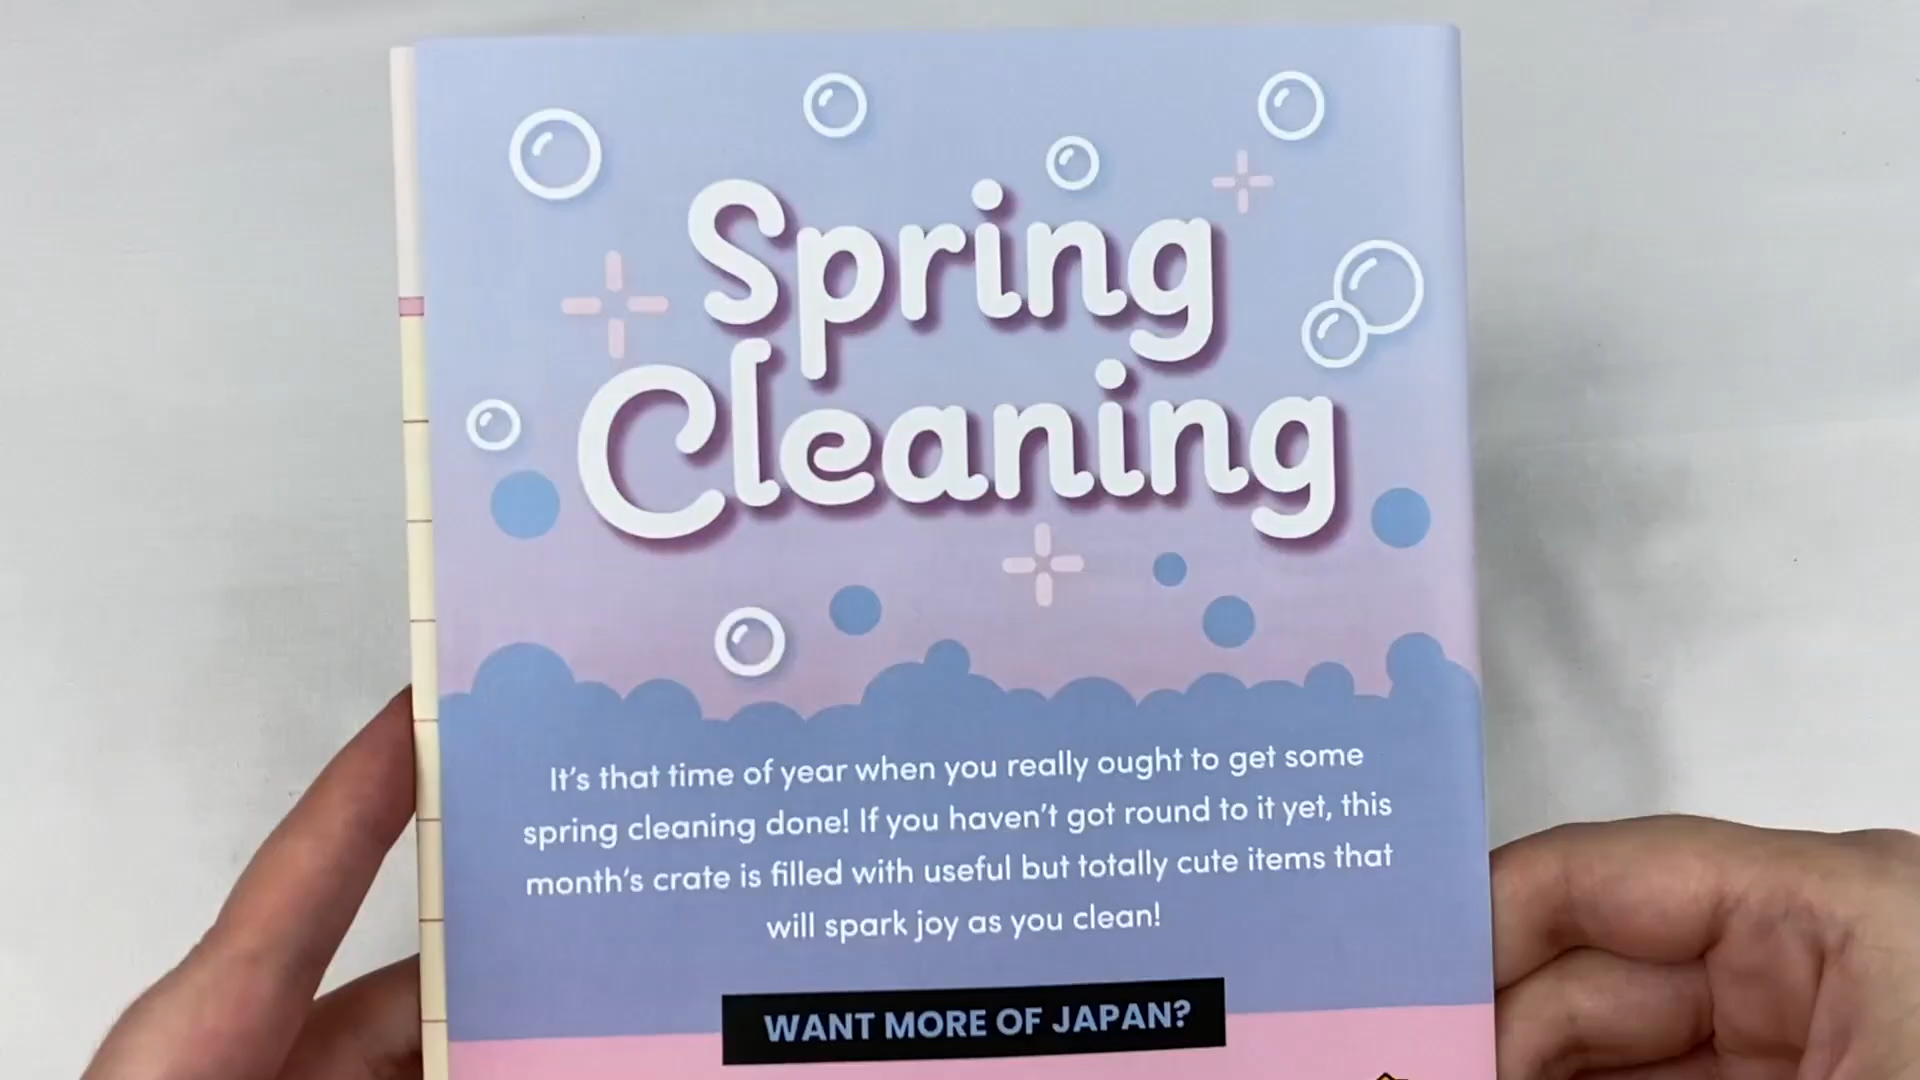 Spring
Cleaning
It's that time of year when you really ought to get some
spring cleaning done! If you haven't got round to it yet, this
month's crate is filled with useful but totally cute items that
will spark joy as you clean!
WANT MORE OF JAPAN?